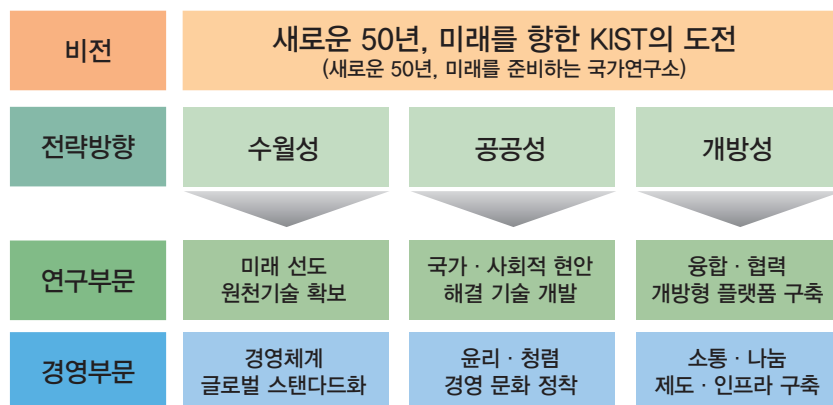 비전
새로운 50년, 미래를 향한 KIST의 도전
(새로운 50년, 미래를 준비하는 국가연구소)
전략방향
수월성
공공성
개방성
연구부문
미래 선도
원천기술 확보
국가 · 사회적 현안
해결 기술 개발
융합 · 협력
개방형 플랫폼 구축
경영부문
경영체계
글로벌 스탠다드화
윤리 · 청렴
경영 문화 정착
소통 · 나눔
제도 · 인프라 구축